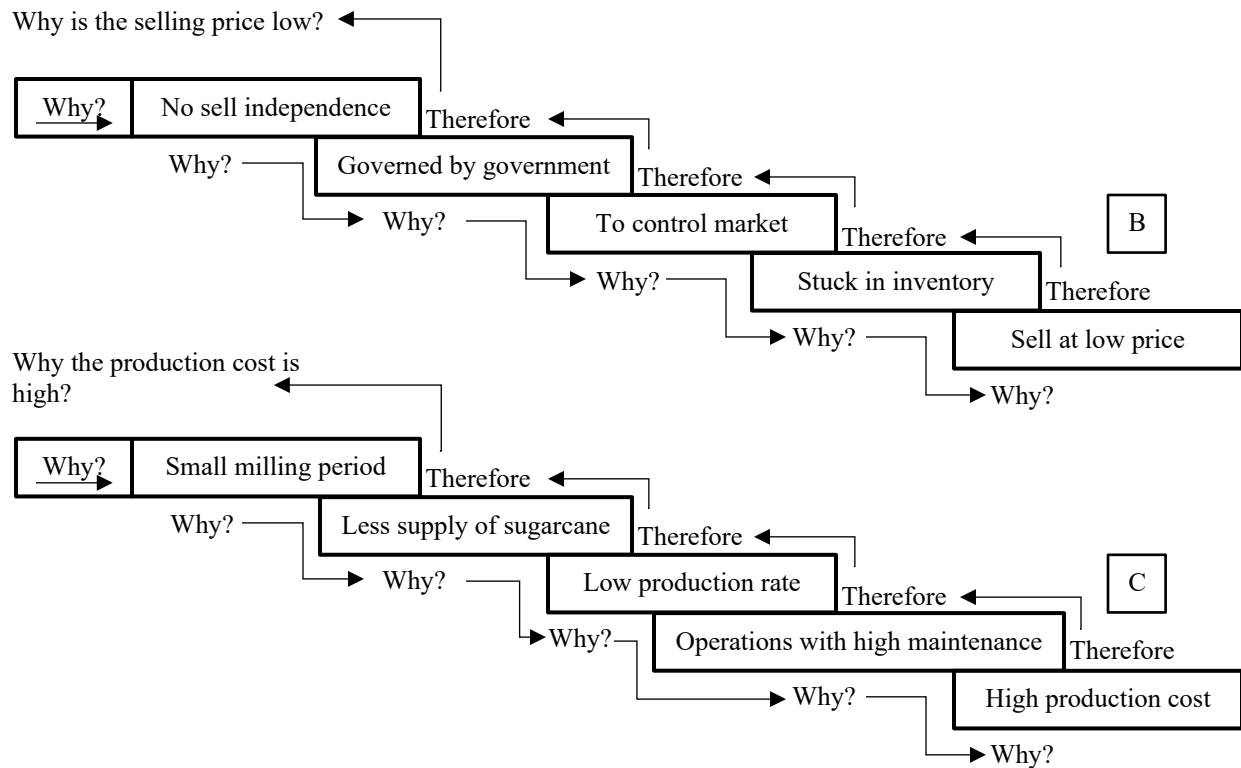 Why is the selling price low?
Why? No sell independence
Therefore
Why? Governed by government
Therefore
Why? To control market
Therefore
B
Why? Stuck in inventory
Therefore
Why? Sell at low price
Why?
Why the production cost is
high?
Why? Small milling period
Therefore
Why? Less supply of sugarcane
Therefore
Why? Low production rate
Therefore
C
Why? Operations with high maintenance
Therefore
Why? High production cost
Why?